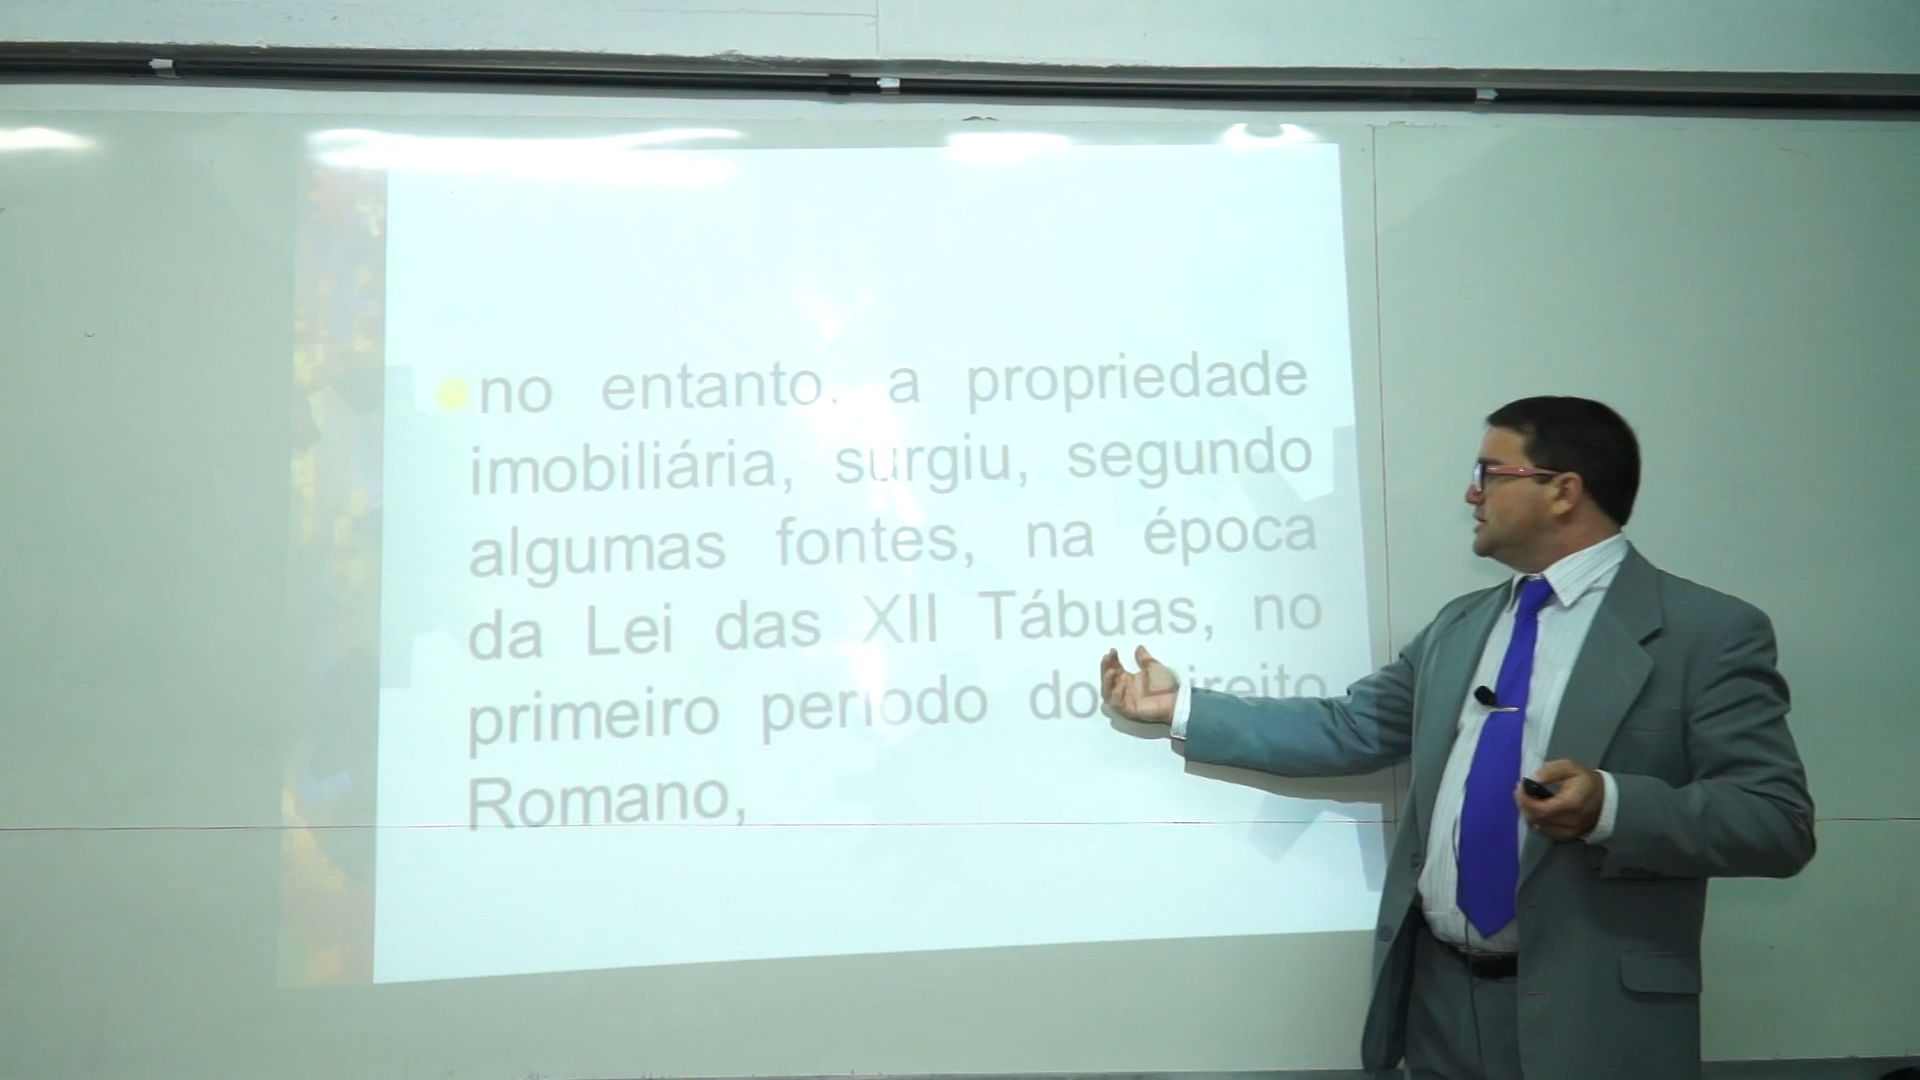 no entanto, a propriedade
imobiliária, surgiu, segundo
algumas fontes, na época
da Lei das XII Tábuas, no
primeiro período do
Romano,